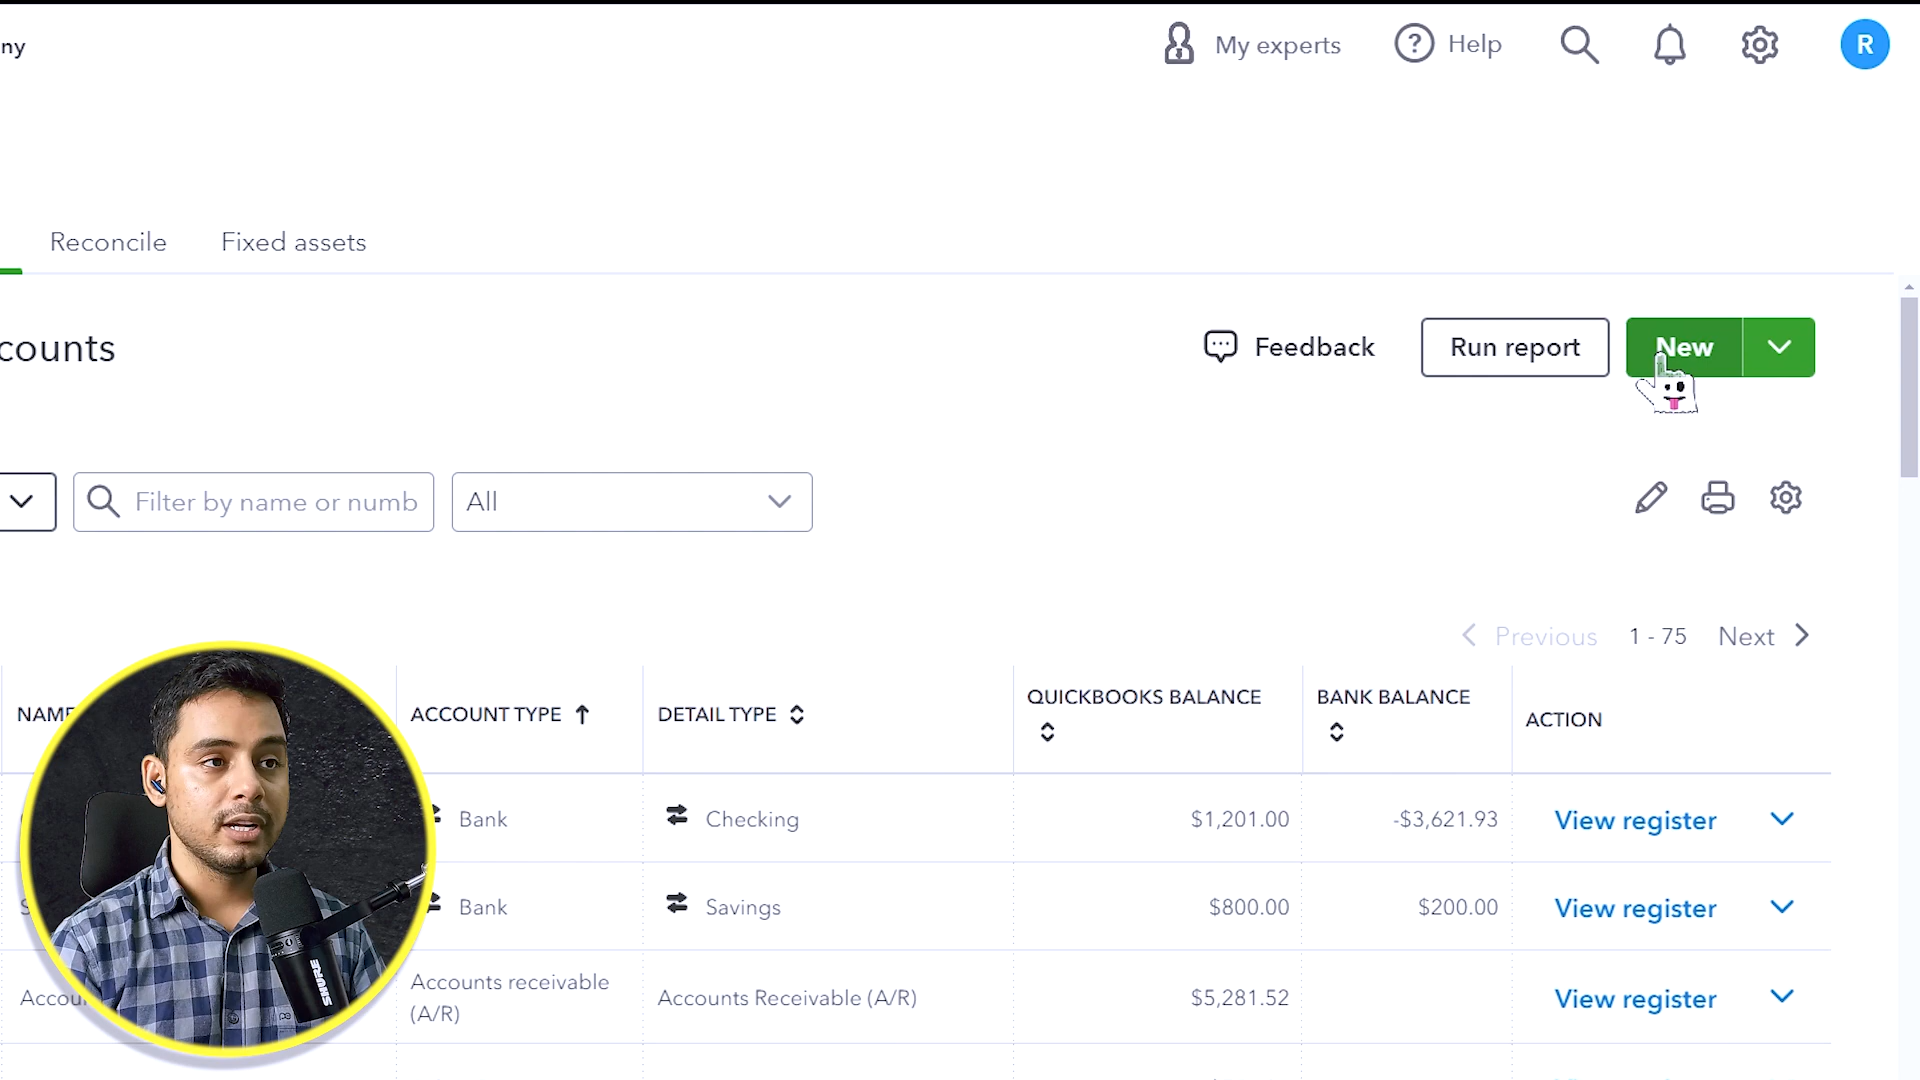 ny
My experts
Help
R
Reconcile
Fixed assets
counts
Feedback
Run report
New
Filter by name or numb
All
Previous
1 - 75
Next
NAME
ACCOUNT TYPE
DETAIL TYPE
QUICKBOOKS BALANCE
BANK BALANCE
ACTION
Bank
Checking
$1,201.00
-$3,621.93
View register
Bank
Savings
$800.00
$200.00
View register
Accou
Accounts receivable
(A/R)
Accounts Receivable (A/R)
$5,281.52
View register
SHURE